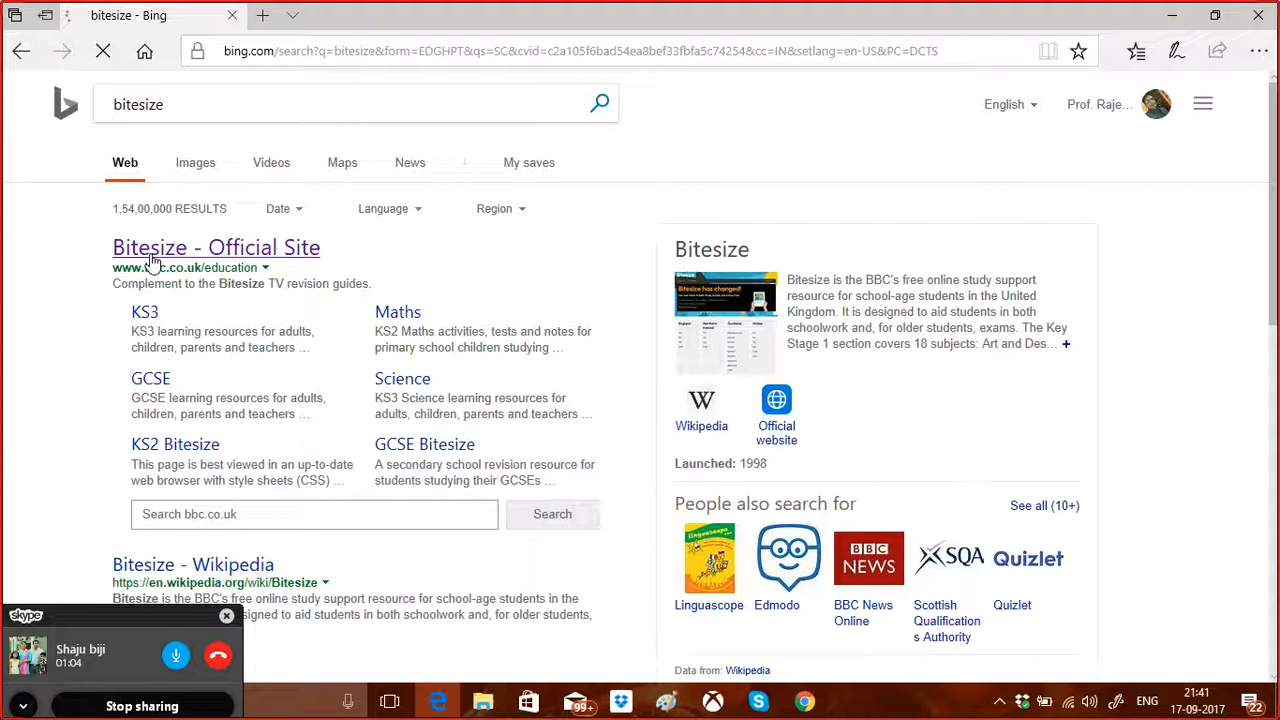 bitesize - Bing
bing.com/search?q=bitesize&form=EDGHPT&qs=SC&cvid=c2a105f6bad54ea8bef33fbfa5c74254&cc=IN&setlang=en-US&PC=DCTS
bitesize
English
Prof. Raje...
Web Images Videos Maps News My saves
1,54,00,000 RESULTS Date Language Region
Bitesize - Official Site
co.uk/education
Complement to the Bitesize TV revision guides.
KS3
KS3 learning resources for adults,
children, parents and teachers ...
Maths
KS2 Maths activities, tests and notes for
primary school children studying ...
GCSE
GCSE learning resources for adults,
children, parents and teachers ...
Science
KS3 Science learning resources for
adults, children, parents and teachers ...
KS2 Bitesize
This page is best viewed in an up-to-date
web browser with style sheets (CSS) ...
GCSE Bitesize
A secondary school revision resource for
students studying their GCSEs ...
Search bbc.co.uk
Search
Bitesize - Wikipedia
https://en.wikipedia.org/wiki/Bitesize
Bitesize is the BBC's free online study support resource for school-age students in the
signed to aid students in both schoolwork and, for older students,
Bitesize
Bitesize has changed!
Bitesize is the BBC's free online study support
resource for school-age students in the United
Kingdom. It is designed to aid students in both
schoolwork and, for older students, exams. The Key
Stage 1 section covers 18 subjects: Art and Des... +
W
Wikipedia
Official
website
Launched: 1998
People also search for
See all (10+)
linguascope
BBC
NEWS
SQA
Quizlet
Linguascope
Edmodo
BBC News
Online
Scottish
Qualification
s Authority
Quizlet
Data from: Wikipedia
skype
Shaju biji
01:04
Stop sharing
99+
ENG
21:41
17-09-2017
22